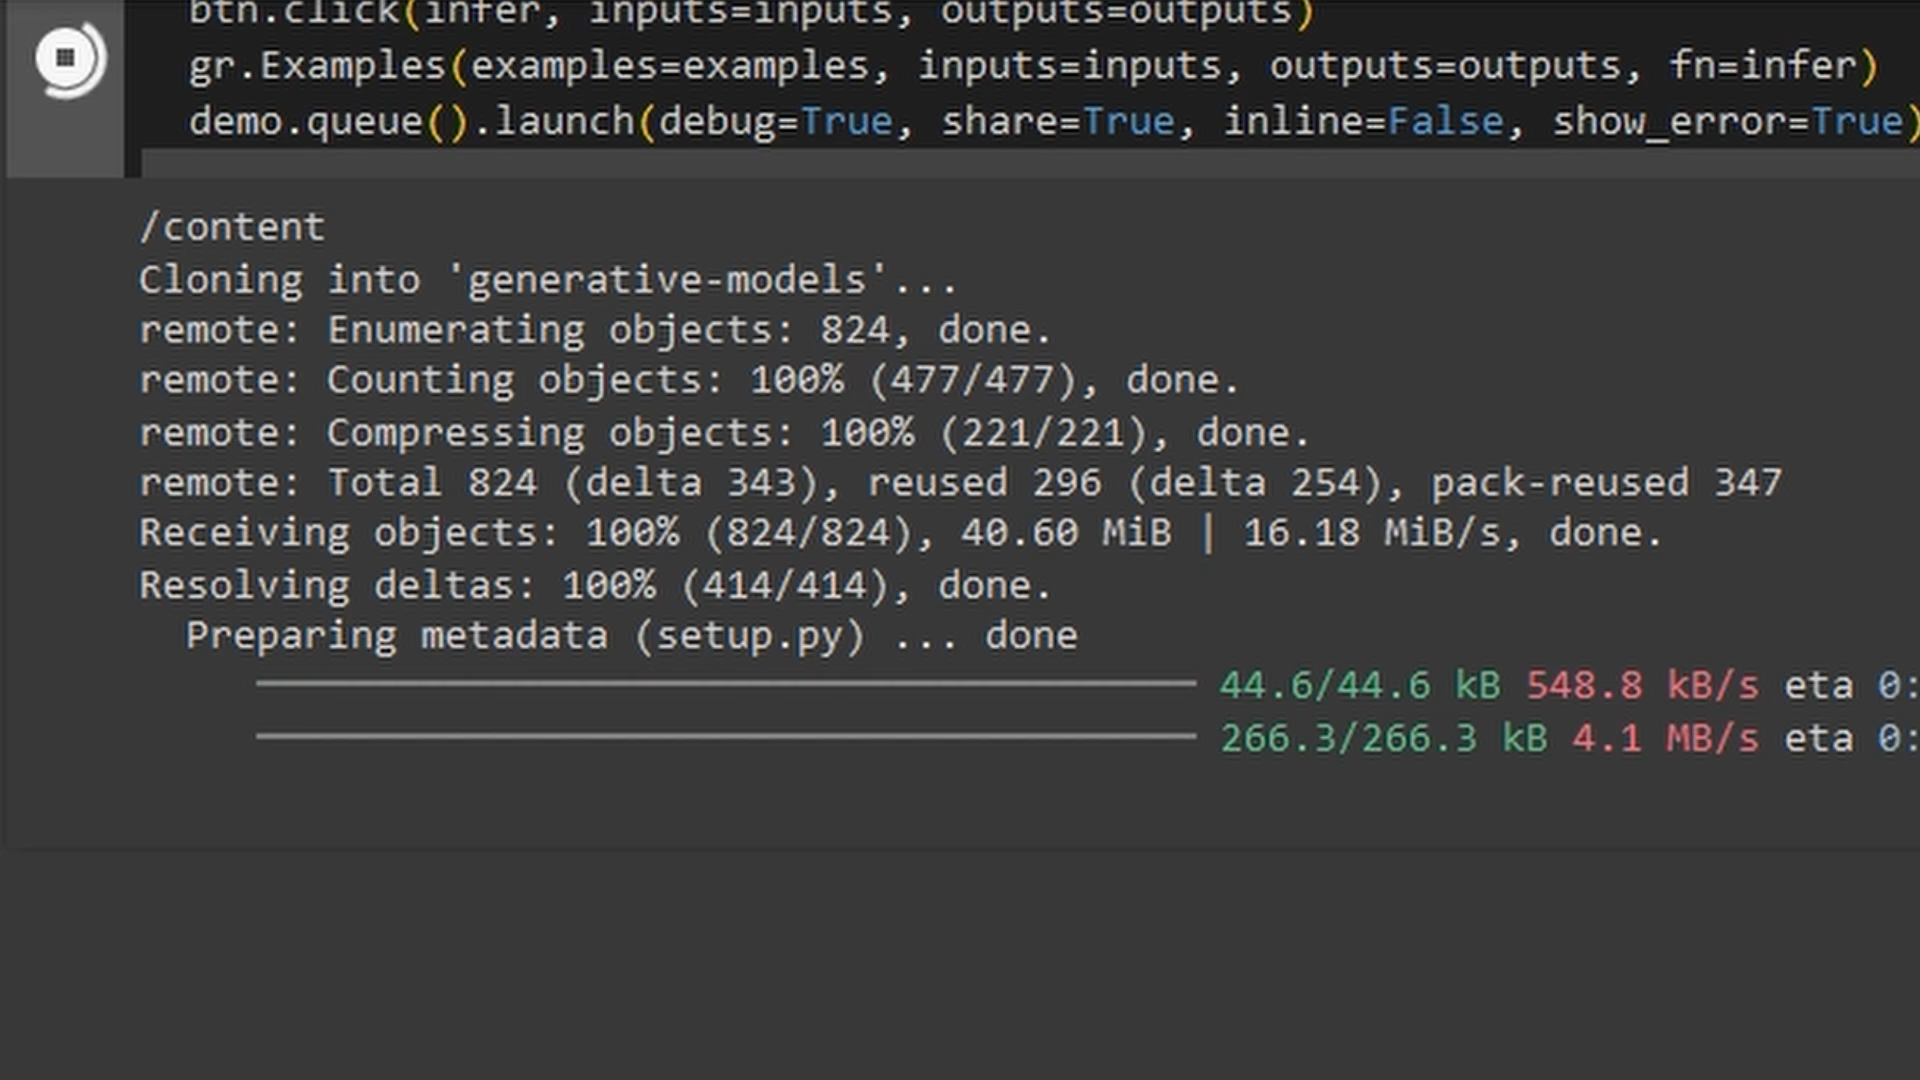 btn.click(infer, inputs=inputs, outputs=outputs)
gr.Examples(examples=examples, inputs=inputs, outputs=outputs, fn=infer)
demo.queue().launch(debug=True, share=True, inline=False, show_error=True)
/content
Cloning into 'generative-models'...
remote: Enumerating objects: 824, done.
remote: Counting objects: 100% (477/477), done.
remote: Compressing objects: 100% (221/221), done.
remote: Total 824 (delta 343), reused 296 (delta 254), pack-reused 347
Receiving objects: 100% (824/824), 40.60 MiB | 16.18 MiB/s, done.
Resolving deltas: 100% (414/414), done.
Preparing metadata (setup.py) ... done
44.6/44.6 kB 548.8 kB/s eta 0:
266.3/266.3 kB 4.1 MB/s eta 0: